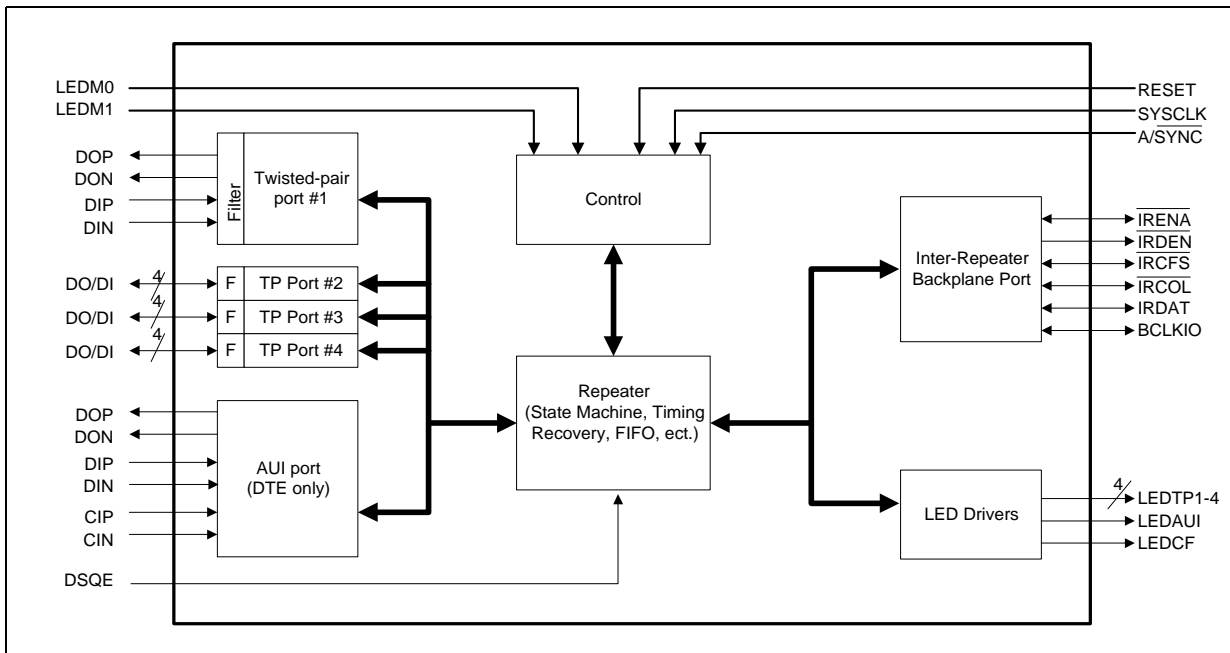 LEDM0
LEDM1
RESET
SYSCLK
A/SYNC
DOP
DON
DIP
DIN
Filter
Twisted-pair
port #1
Control
DO/DI
4
F
TP Port #2
DO/DI
4
F
TP Port #3
DO/DI
4
F
TP Port #4
Inter-Repeater
Backplane Port
IRENA
IRDEN
IRCFS
IRCOL
IRDAT
BCLKIO
Repeater
(State Machine, Timing
Recovery, FIFO, ect.)
DOP
DON
DIP
DIN
CIP
CIN
AUI port
(DTE only)
DSQE
LED Drivers
4
LEDTP1-4
LEDAUI
LEDCF